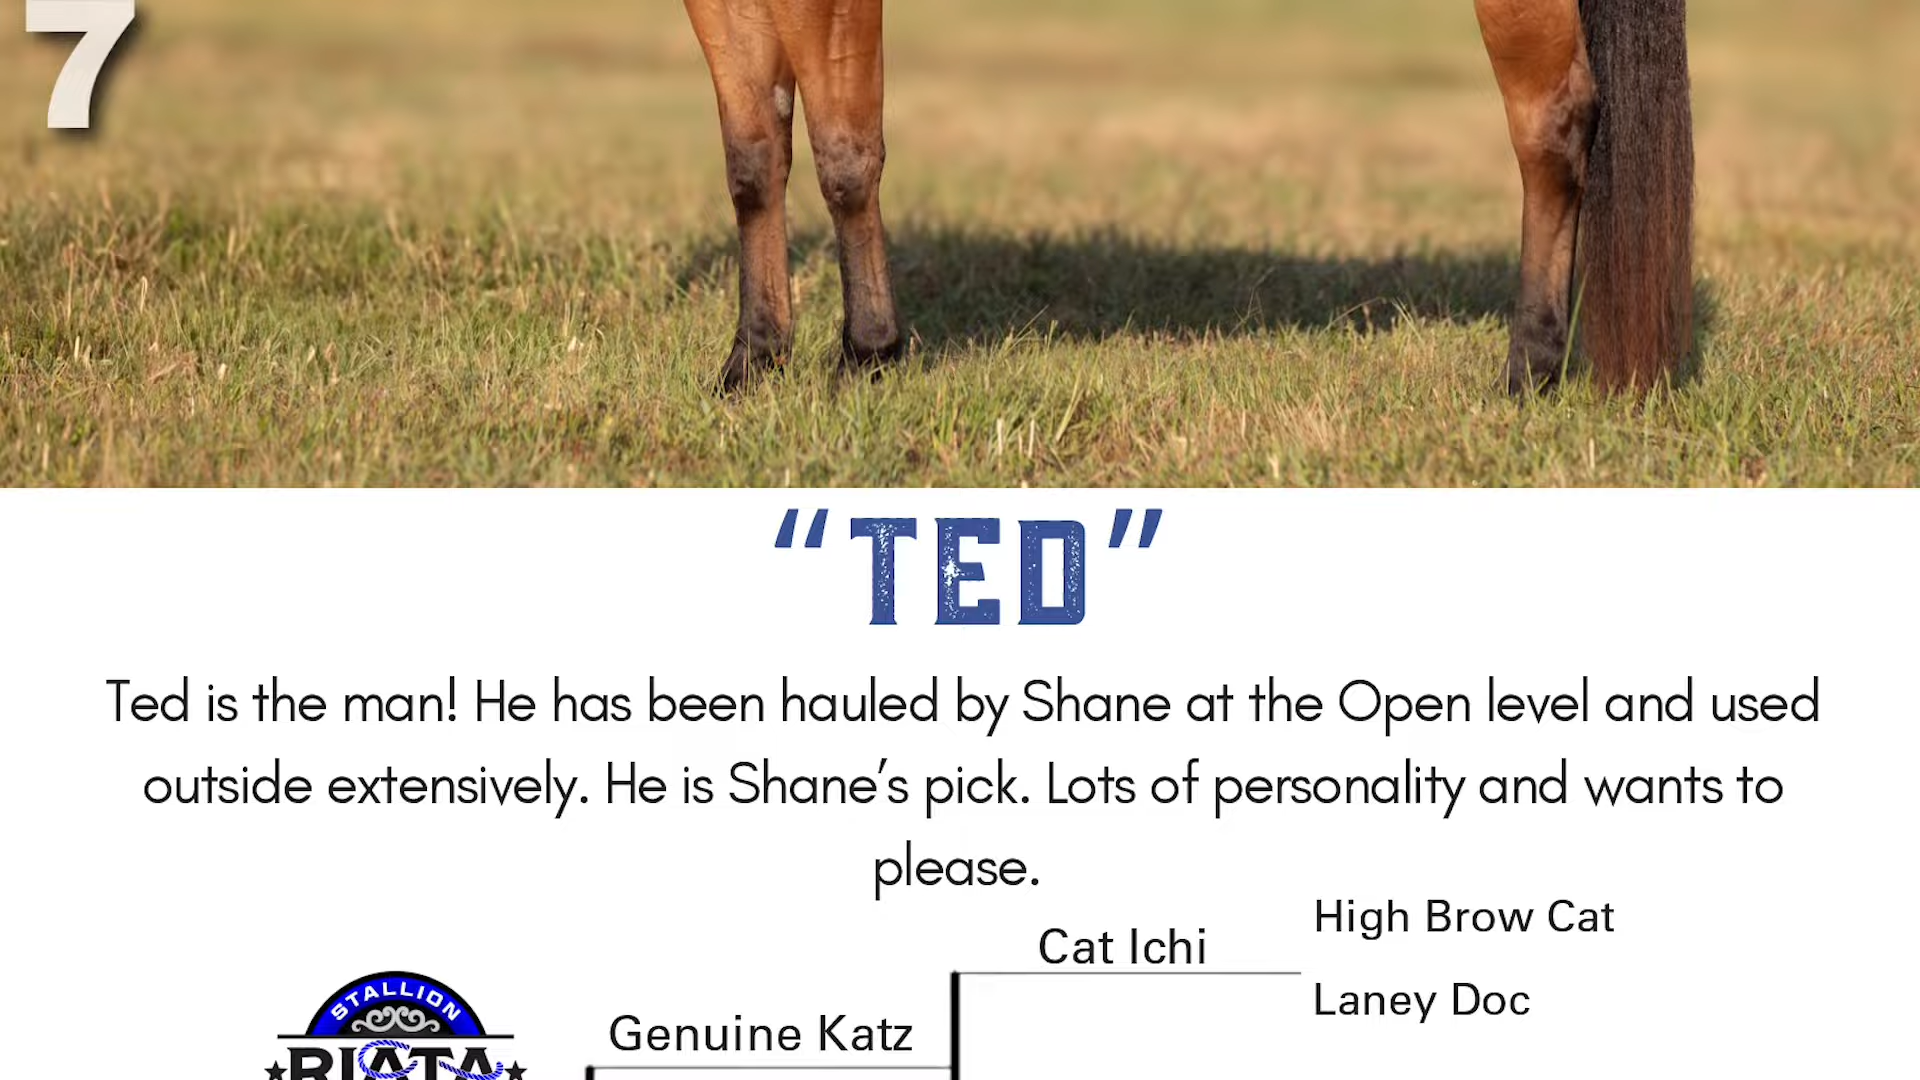 7
“TED”
Ted is the man! He has been hauled by Shane at the Open level and used
outside extensively. He is Shane’s pick. Lots of personality and wants to
please.
High Brow Cat
Cat Ichi
Laney Doc
Genuine Katz
STALLION
RIATA